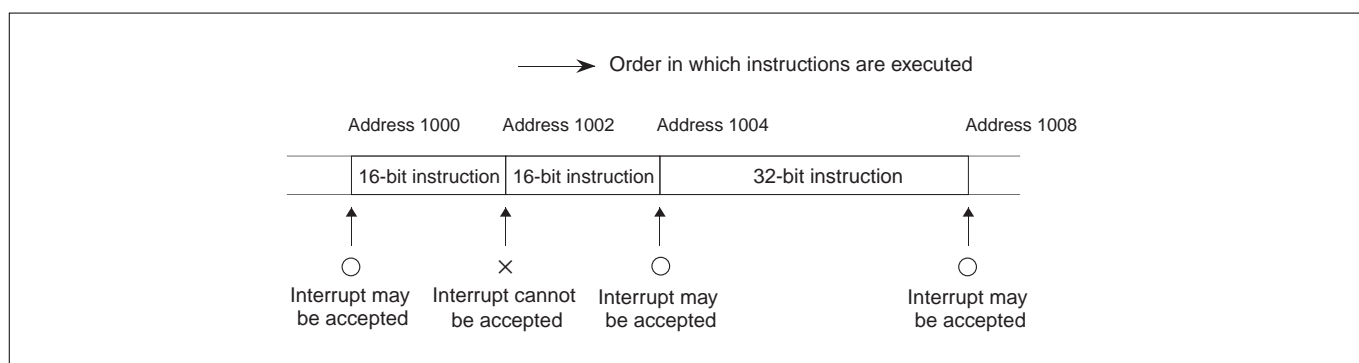 Order in which instructions are executed
Address 1000 Address 1002 Address 1004 Address 1008
16-bit instruction 16-bit instruction 32-bit instruction
Interrupt may Interrupt cannot Interrupt may Interrupt may
be accepted be accepted be accepted be accepted